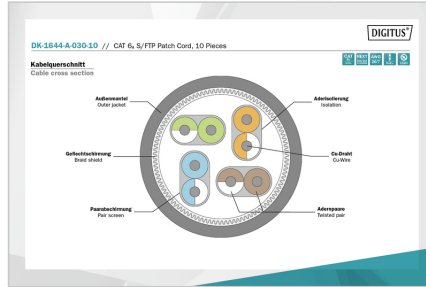 DIGITUS®
DK-1644-A-030-10 // CAT 6A S/FTP Patch Cord, 10 Pieces
Kabelquerschnitt
Cable cross section
Außenmantel
Outer jacket
Aderisolierung
Isolation
Geflechtschirmung
Braid shield
Cu-Draht
Cu-Wire
Paarabschirmung
Pair screen
Adernpaare
Twisted pair